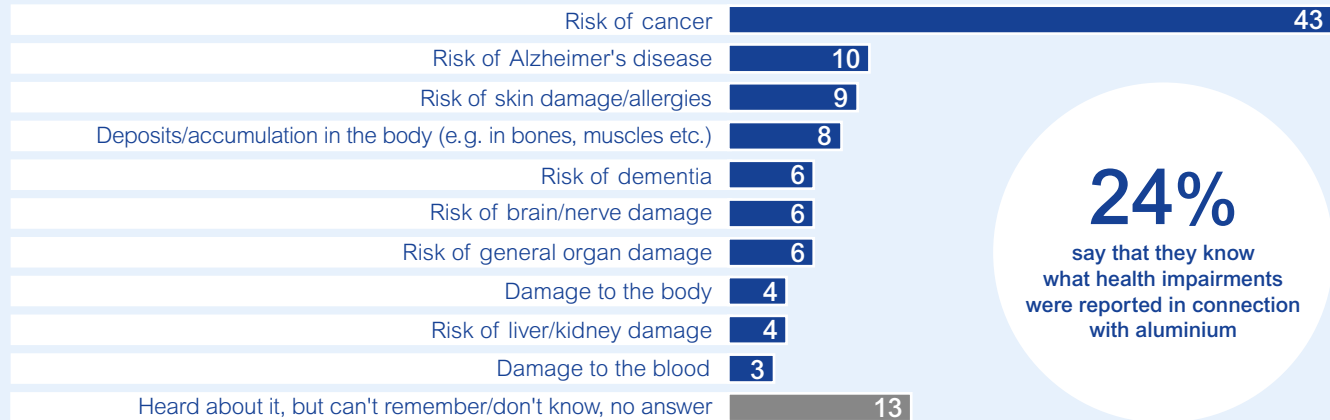 Risk of cancer 43
Risk of Alzheimer's disease 10
Risk of skin damage/allergies 9
Deposits/accumulation in the body (e.g. in bones, muscles etc.) 8
Risk of dementia 6
Risk of brain/nerve damage 6
Risk of general organ damage 6
Damage to the body 4
Risk of liver/kidney damage 4
Damage to the blood 3
Heard about it, but can't remember/don't know, no answer 13
24%
say that they know
what health impairments
were reported in connection
with aluminium